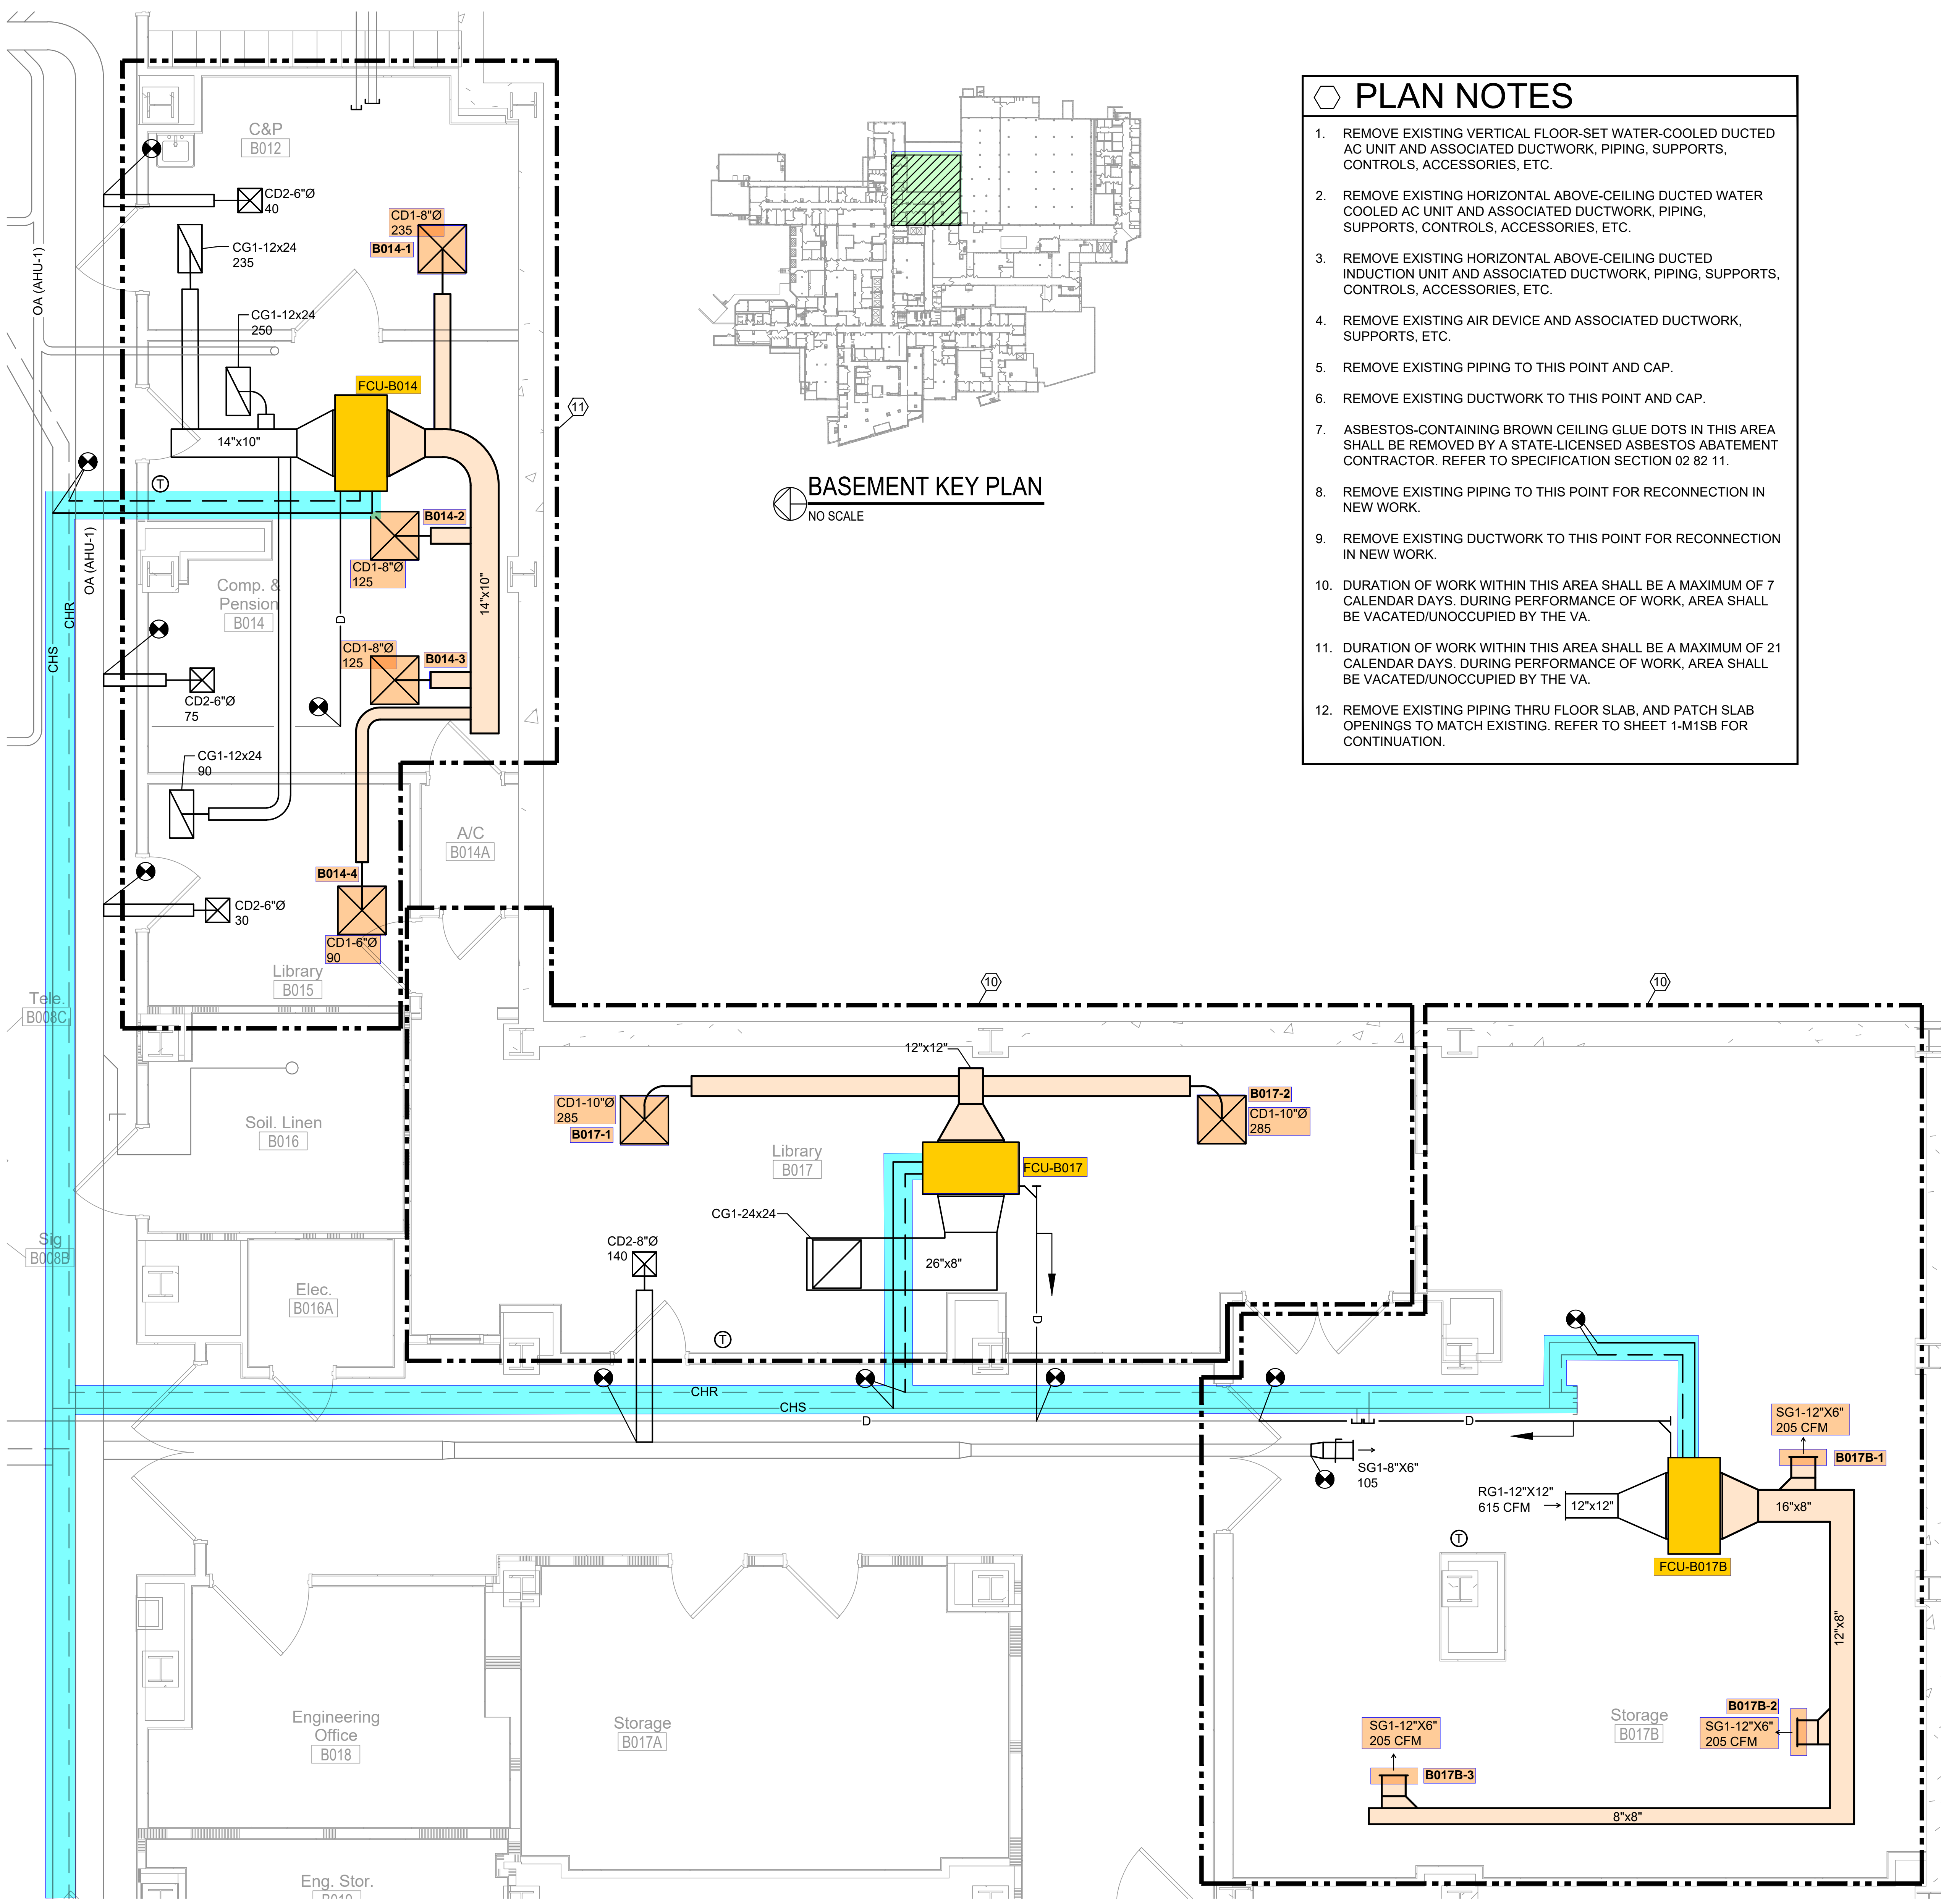 C&P
B012
CD2-6"Ø
40
CD1-8"Ø
235
B014-1
CG1-12x24
235
OA (AHU-1)
CG1-12x24
250
FCU-B014
11
14"x10"
T
B014-2
CD1-8"Ø
125
OA (AHU-1)
CHR
CHS
Comp. &
Pension
B014
D
14"x10"
CD1-8"Ø
125
B014-3
CD2-6"Ø
75
CG1-12x24
90
A/C
B014A
B014-4
CD2-6"Ø
30
CD1-6"Ø
90
Library
B015
Tele.
B008C
BASEMENT KEY PLAN
NO SCALE
PLAN NOTES
1. REMOVE EXISTING VERTICAL FLOOR-SET WATER-COOLED DUCTED
AC UNIT AND ASSOCIATED DUCTWORK, PIPING, SUPPORTS,
CONTROLS, ACCESSORIES, ETC.
2. REMOVE EXISTING HORIZONTAL ABOVE-CEILING DUCTED WATER
COOLED AC UNIT AND ASSOCIATED DUCTWORK, PIPING,
SUPPORTS, CONTROLS, ACCESSORIES, ETC.
3. REMOVE EXISTING HORIZONTAL ABOVE-CEILING DUCTED
INDUCTION UNIT AND ASSOCIATED DUCTWORK, PIPING, SUPPORTS,
CONTROLS, ACCESSORIES, ETC.
4. REMOVE EXISTING AIR DEVICE AND ASSOCIATED DUCTWORK,
SUPPORTS, ETC.
5. REMOVE EXISTING PIPING TO THIS POINT AND CAP.
6. REMOVE EXISTING DUCTWORK TO THIS POINT AND CAP.
7. ASBESTOS-CONTAINING BROWN CEILING GLUE DOTS IN THIS AREA
SHALL BE REMOVED BY A STATE-LICENSED ASBESTOS ABATEMENT
CONTRACTOR. REFER TO SPECIFICATION SECTION 02 82 11.
8. REMOVE EXISTING PIPING TO THIS POINT FOR RECONNECTION IN
NEW WORK.
9. REMOVE EXISTING DUCTWORK TO THIS POINT FOR RECONNECTION
IN NEW WORK.
10. DURATION OF WORK WITHIN THIS AREA SHALL BE A MAXIMUM OF 7
CALENDAR DAYS. DURING PERFORMANCE OF WORK, AREA SHALL
BE VACATED/UNOCCUPIED BY THE VA.
11. DURATION OF WORK WITHIN THIS AREA SHALL BE A MAXIMUM OF 21
CALENDAR DAYS. DURING PERFORMANCE OF WORK, AREA SHALL
BE VACATED/UNOCCUPIED BY THE VA.
12. REMOVE EXISTING PIPING THRU FLOOR SLAB, AND PATCH SLAB
OPENINGS TO MATCH EXISTING. REFER TO SHEET 1-M1SB FOR
CONTINUATION.
10
10
12"x12"
CD1-10"Ø
285
B017-1
B017-2
CD1-10"Ø
285
Soil. Linen
B016
Library
B017
FCU-B017
CG1-24x24
Sig
B008B
CD2-8"Ø
140
26"x8"
Elec.
B016A
D
T
CHR
CHS
D
D
SG1-8"X6"
105
SG1-12"X6"
205 CFM
B017B-1
RG1-12"X12"
615 CFM
12"x12"
16"x8"
T
FCU-B017B
12"x8"
B017B-2
SG1-12"X6"
205 CFM
Storage
B017B
SG1-12"X6"
205 CFM
B017B-3
8"x8"
Engineering
Office
B018
Storage
B017A
Eng. Stor.